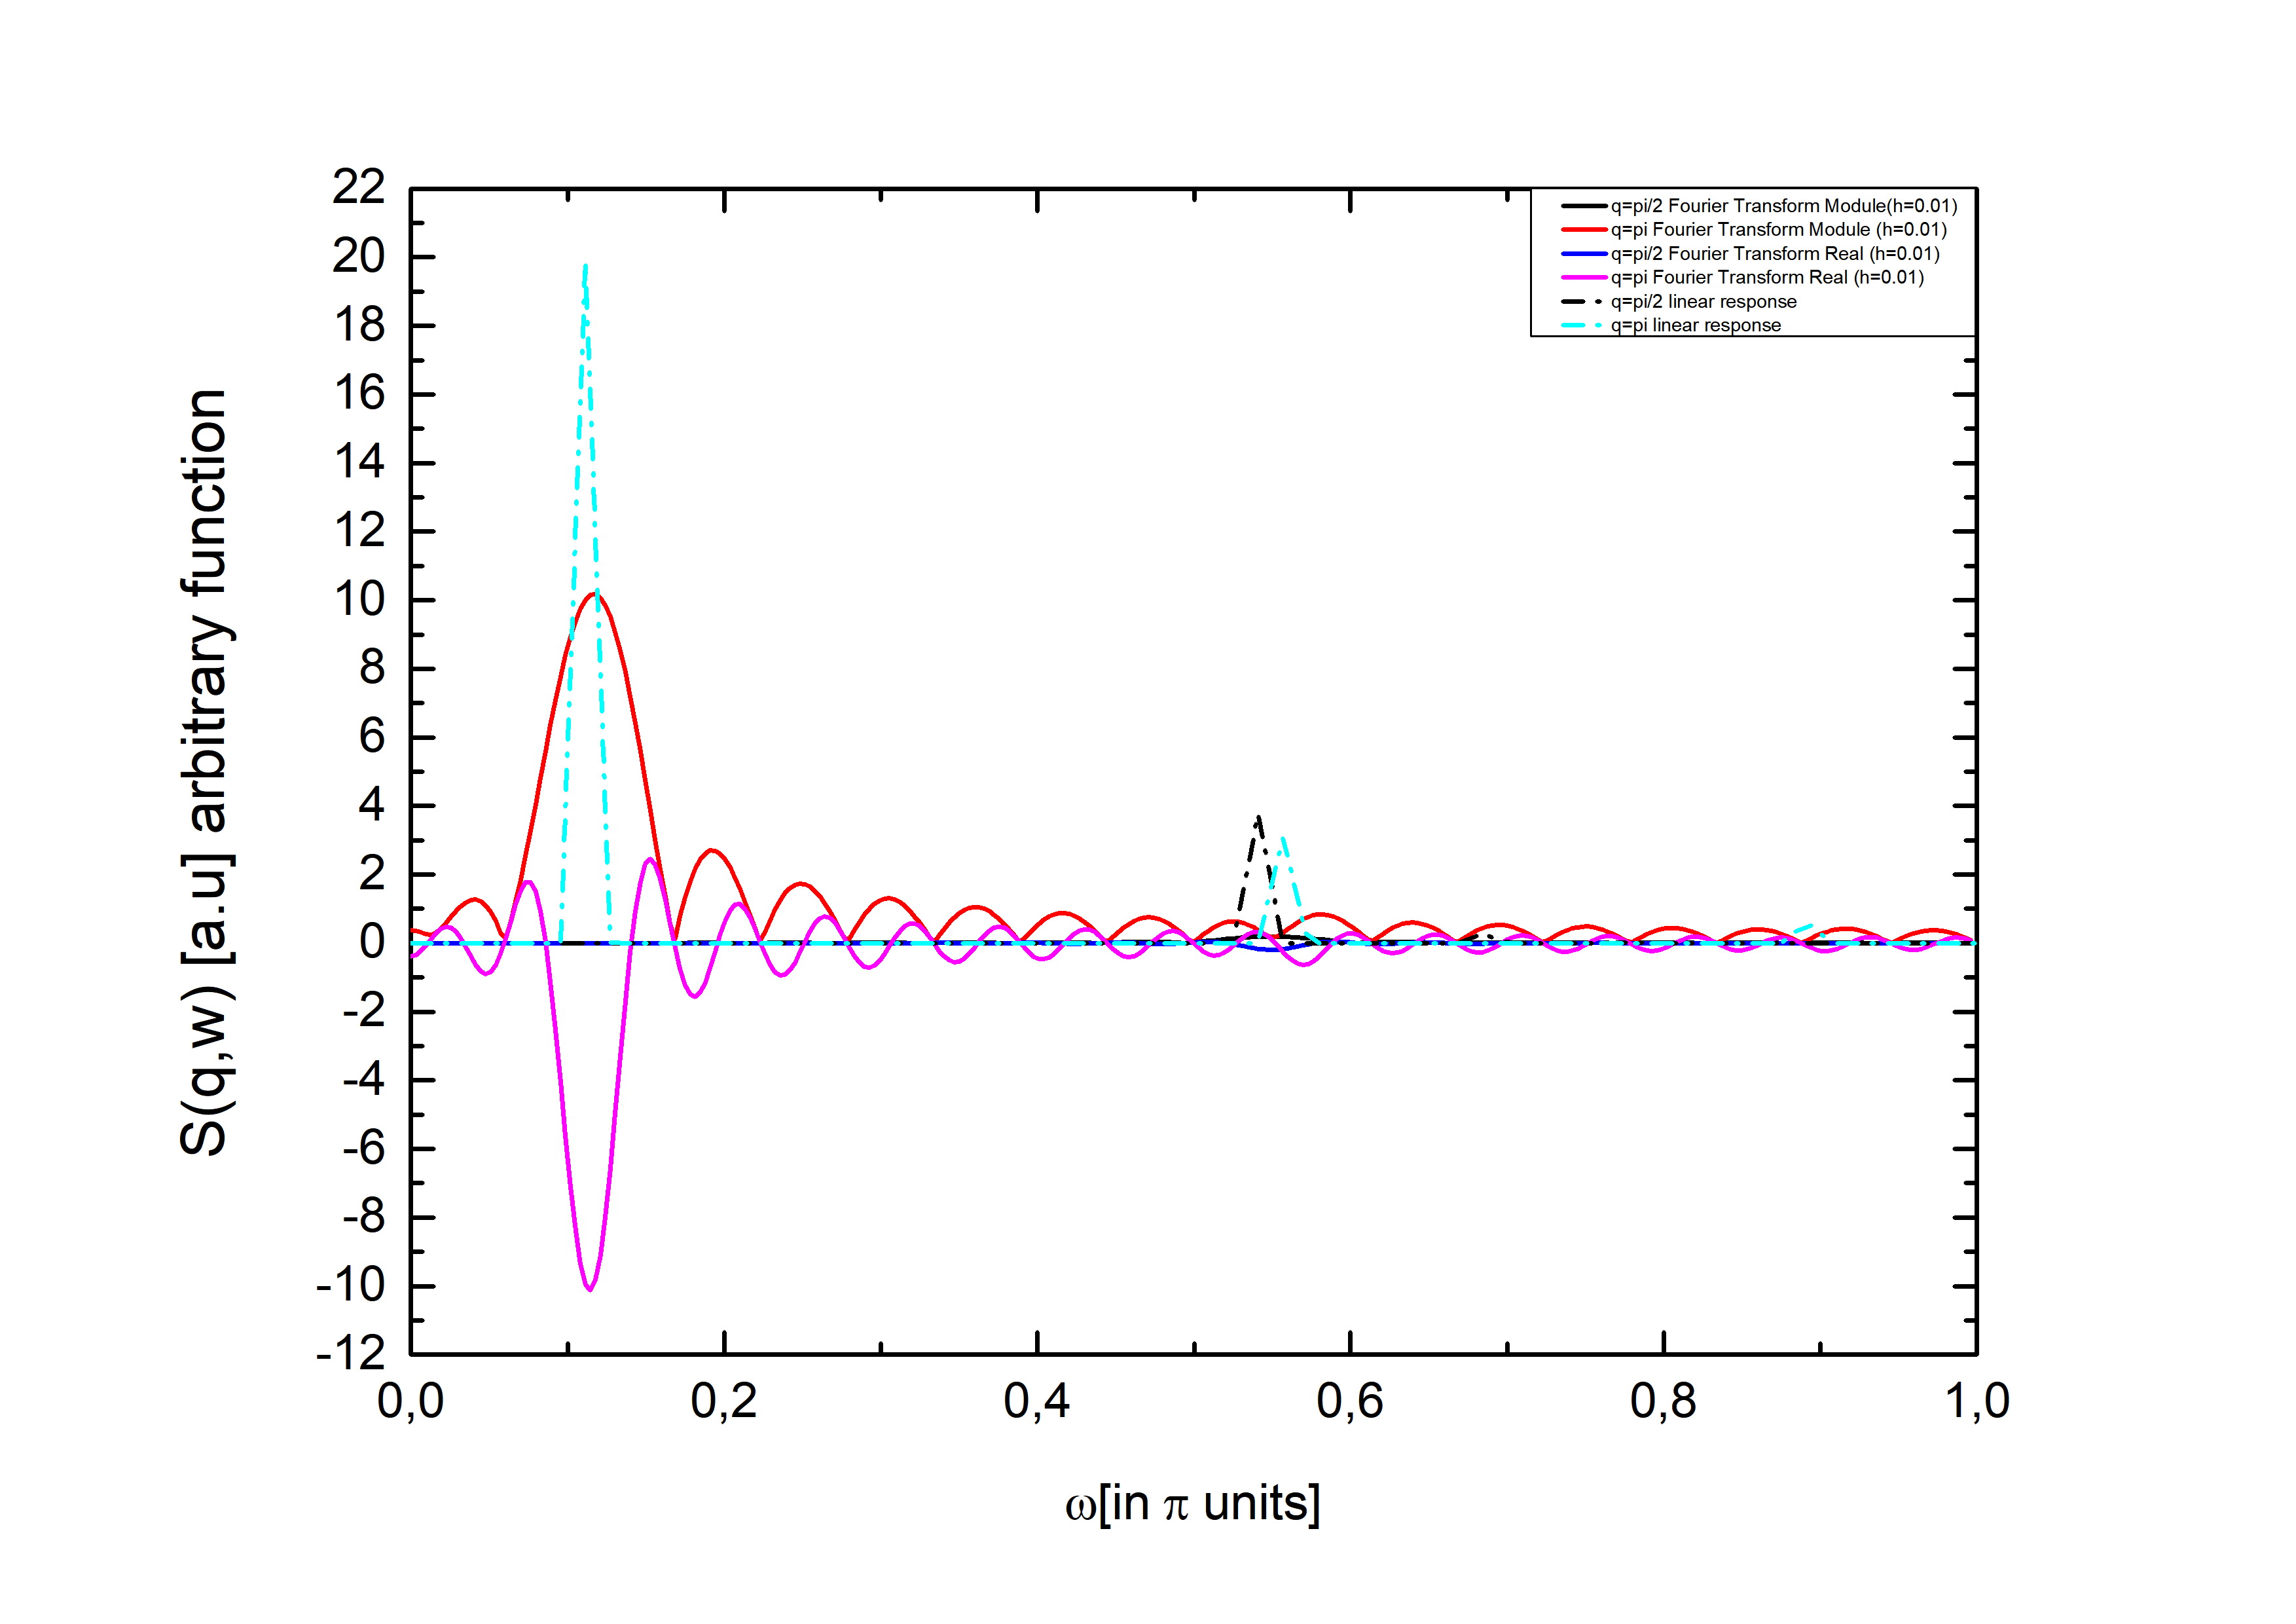 22
20
18
16
14
12
10
8
6
4
2
0
-2
-4
-6
-8
-10
-12
S(q,w) [a.u] arbitrary function
q=pi/2 Fourier Transform Module(h=0.01)
q=pi Fourier Transform Module (h=0.01)
q=pi/2 Fourier Transform Real (h=0.01)
q=pi Fourier Transform Real (h=0.01)
q=pi/2 linear response
q=pi linear response
0,0 0,2 0,4 0,6 0,8 1,0
ω[in π units]